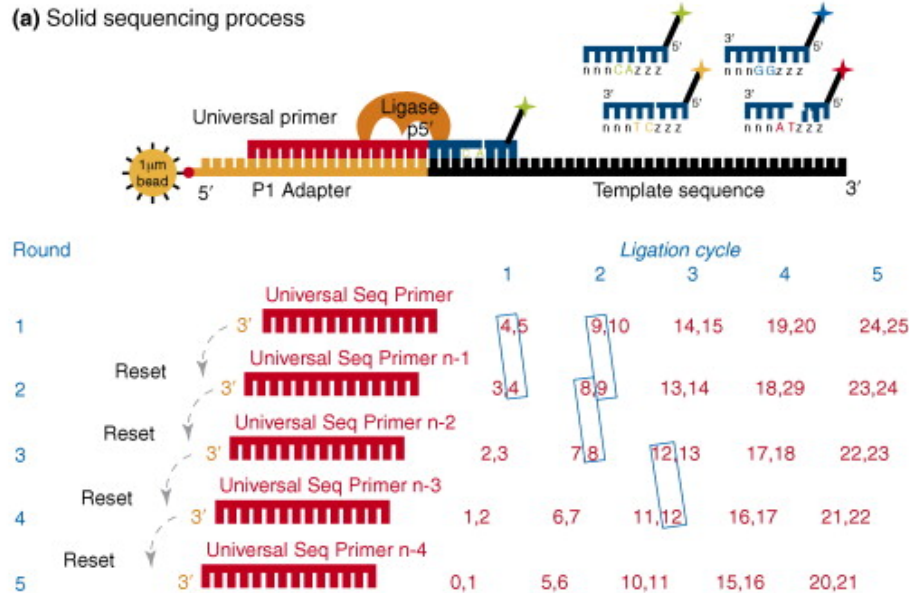 (a) Solid sequencing process
3′ 5′
nnnCAzzz
3′ 5′
nnnGGzzz
3′ 5′
nnnTCzzz
3′ 5′
nnnATzzz
Universal primer
Ligase
p5′
C A
1μm
bead
5′ P1 Adapter Template sequence 3′
Round Ligation cycle
1 2 3 4 5
Universal Seq Primer
1 3′ 4,5 9,10 14,15 19,20 24,25
Reset
Universal Seq Primer n-1
2 3′ 3,4 8,9 13,14 18,29 23,24
Reset
Universal Seq Primer n-2
3 3′ 2,3 7,8 12,13 17,18 22,23
Reset
Universal Seq Primer n-3
4 3′ 1,2 6,7 11,12 16,17 21,22
Reset
Universal Seq Primer n-4
5 3′ 0,1 5,6 10,11 15,16 20,21